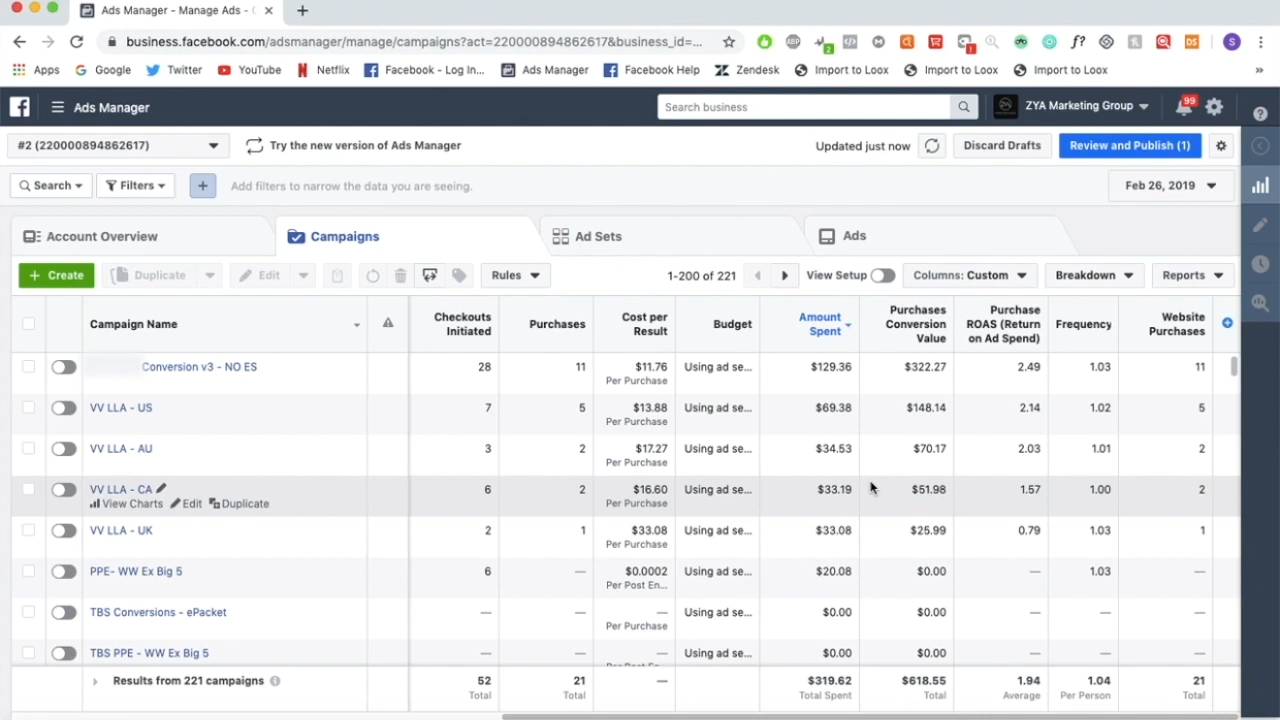 Ads Manager - Manage Ads - (
business.facebook.com/adsmanager/manage/campaigns?act=220000894862617&business_id=...
S
Apps Google Twitter YouTube Netflix Facebook - Log In... Ads Manager Facebook Help Zendesk Import to Loox Import to Loox Import to Loox »
Ads Manager Search business ZYA Marketing Group 99
#2 (220000894862617) Try the new version of Ads Manager Updated just now Discard Drafts Review and Publish (1)
Search Filters + Add filters to narrow the data you are seeing. Feb 26, 2019
Account Overview Campaigns Ad Sets Ads
+ Create Duplicate Edit Rules 1-200 of 221 View Setup Columns: Custom Breakdown Reports
Campaign Name Checkouts Initiated Purchases Cost per Result Budget Amount Spent Purchases Conversion Value Purchase ROAS (Return on Ad Spend) Frequency Website Purchases
Conversion v3 - NO ES 28 11 $11.76 Using ad se... $129.36 $322.27 2.49 1.03 11
Per Purchase
VV LLA - US 7 5 $13.88 Using ad se... $69.38 $148.14 2.14 1.02 5
Per Purchase
VV LLA - AU 3 2 $17.27 Using ad se... $34.53 $70.17 2.03 1.01 2
Per Purchase
VV LLA - CA 6 2 $16.60 Using ad se... $33.19 $51.98 1.57 1.00 2
View Charts Edit Duplicate Per Purchase
VV LLA - UK 2 1 $33.08 Using ad se... $33.08 $25.99 0.79 1.03 1
Per Purchase
PPE- WW Ex Big 5 6 — $0.0002 Using ad se... $20.08 $0.00 — 1.03 —
Per Post En...
TBS Conversions - ePacket — — — Using ad se... $0.00 $0.00 — — —
Per Purchase
TBS PPE - WW Ex Big 5 — — — Using ad se... $0.00 $0.00 — — —
Results from 221 campaigns 52 21 — $319.62 $618.55 1.94 1.04 21
Total Total Total Spent Total Average Per Person Total